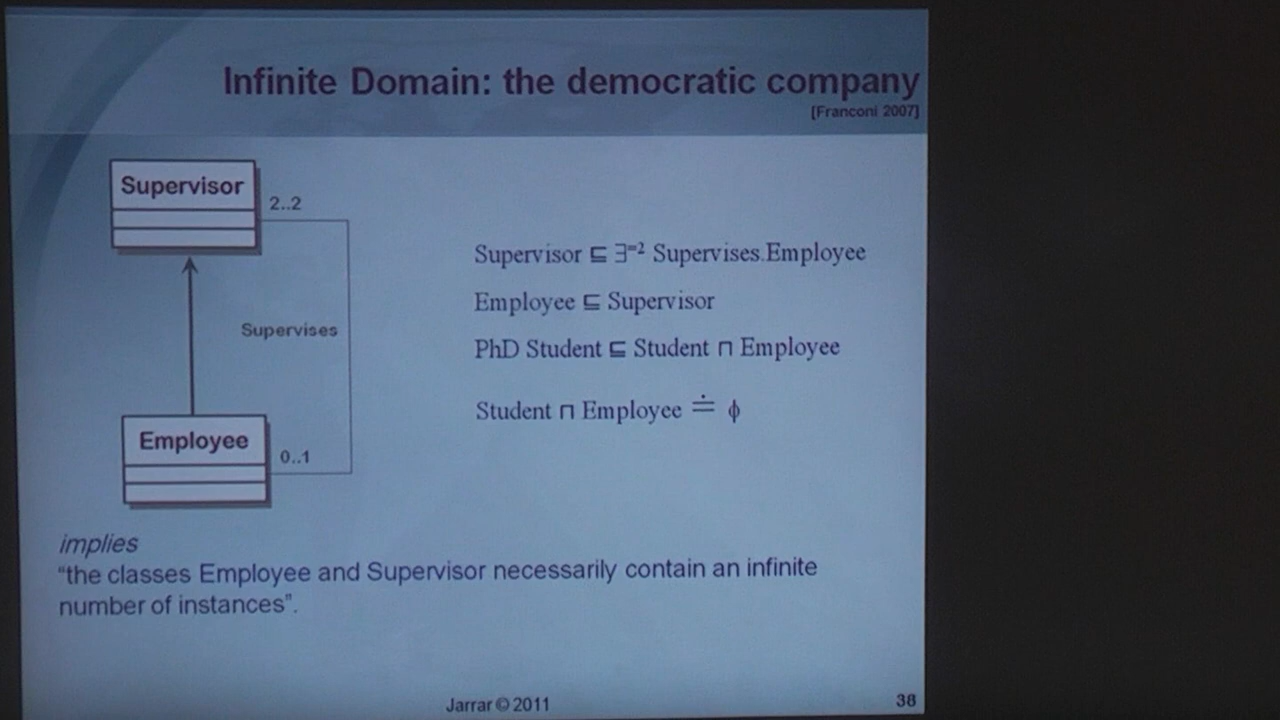 Infinite Domain: the democratic company
[Franconi 2007]
Supervisor
2..2
Supervises
Employee
0..1
Supervisor ⊑ ∃⁼² Supervises.Employee
Employee ⊑ Supervisor
PhD Student ⊑ Student ⊓ Employee
Student ⊓ Employee ≐ ϕ
implies
“the classes Employee and Supervisor necessarily contain an infinite
number of instances”.
Jarrar © 2011
38